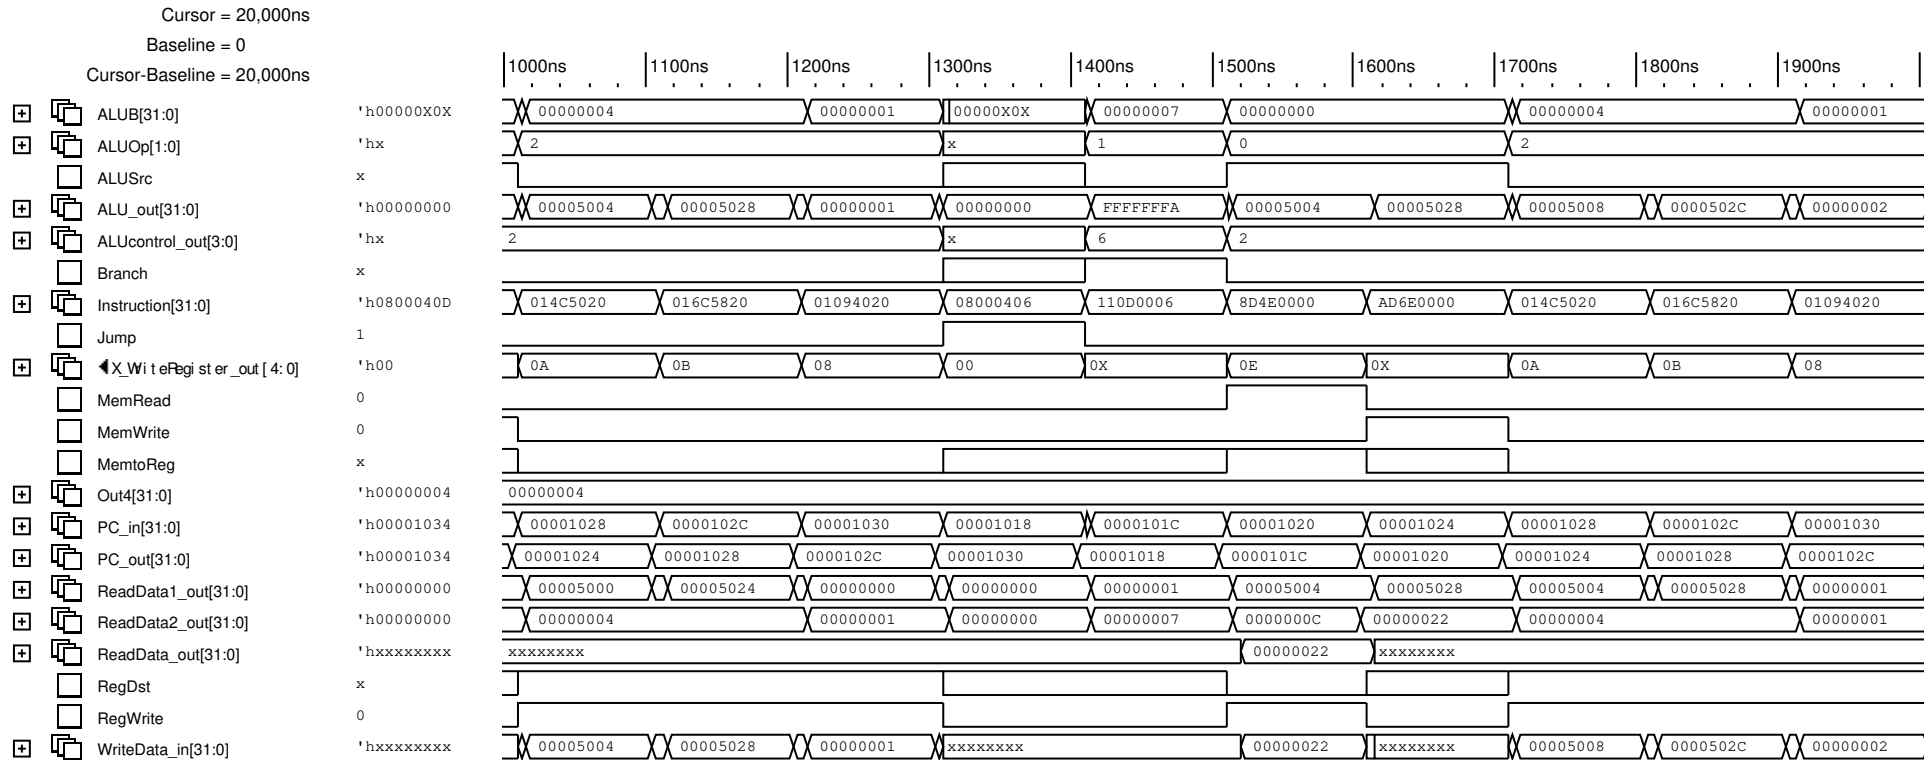 Cursor = 20,000ns
Baseline = 0
Cursor-Baseline = 20,000ns
1000ns 1100ns 1200ns 1300ns 1400ns 1500ns 1600ns 1700ns 1800ns 1900ns
ALUB[31:0] 'h00000X0X 00000004 00000001 00000X0X 00000007 00000000 00000004 00000001
ALUOp[1:0] 'hx 2 x 1 0 2
ALUSrc x
ALU_out[31:0] 'h00000000 00005004 00005028 00000001 00000000 FFFFFFFA 00005004 00005028 00005008 0000502C 00000002
ALUcontrol_out[3:0] 'hx 2 x 6 2
Branch x
Instruction[31:0] 'h0800040D 014C5020 016C5820 01094020 08000406 110D0006 8D4E0000 AD6E0000 014C5020 016C5820 01094020
Jump 1
X_WriteRegister_out[4:0] 'h00 0A 0B 08 00 0X 0E 0X 0A 0B 08
MemRead 0
MemWrite 0
MemtoReg x
Out4[31:0] 'h00000004 00000004
PC_in[31:0] 'h00001034 00001028 0000102C 00001030 00001018 0000101C 00001020 00001024 00001028 0000102C 00001030
PC_out[31:0] 'h00001034 00001024 00001028 0000102C 00001030 00001018 0000101C 00001020 00001024 00001028 0000102C
ReadData1_out[31:0] 'h00000000 00005000 00005024 00000000 00000000 00000001 00005004 00005028 00005004 00005028 00000001
ReadData2_out[31:0] 'h00000000 00000004 00000001 00000000 00000007 0000000C 00000022 00000004 00000001
ReadData_out[31:0] 'hxxxxxxxx xxxxxxxx 00000022 xxxxxxxx
RegDst x
RegWrite 0
WriteData_in[31:0] 'hxxxxxxxx 00005004 00005028 00000001 xxxxxxxx 00000022 xxxxxxxx 00005008 0000502C 00000002